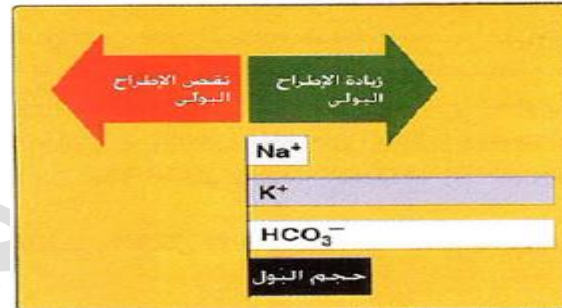 زيادة الإطراح
البولي
نقص الإطراح
البولي
Na⁺
K⁺
HCO₃⁻
حجم البول